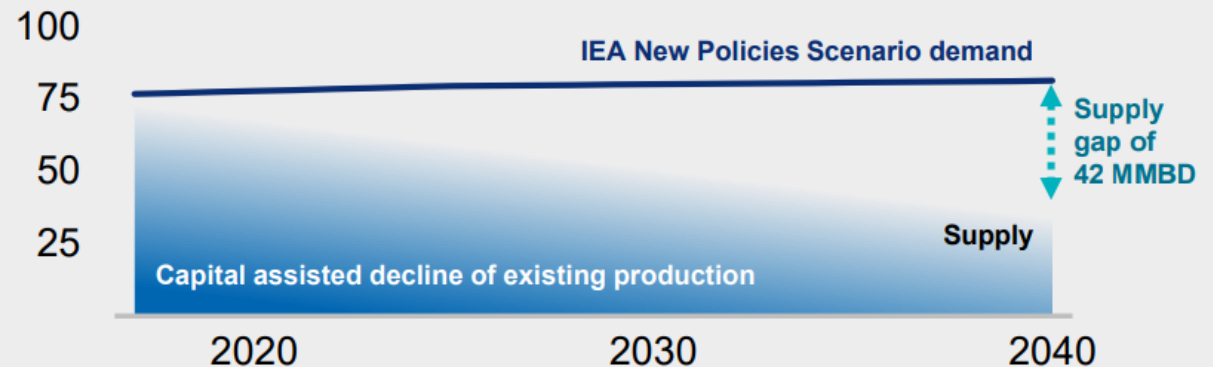 100
IEA New Policies Scenario demand
75
Supply
gap of
42 MMBD
50
25
Supply
Capital assisted decline of existing production
2020 2030 2040